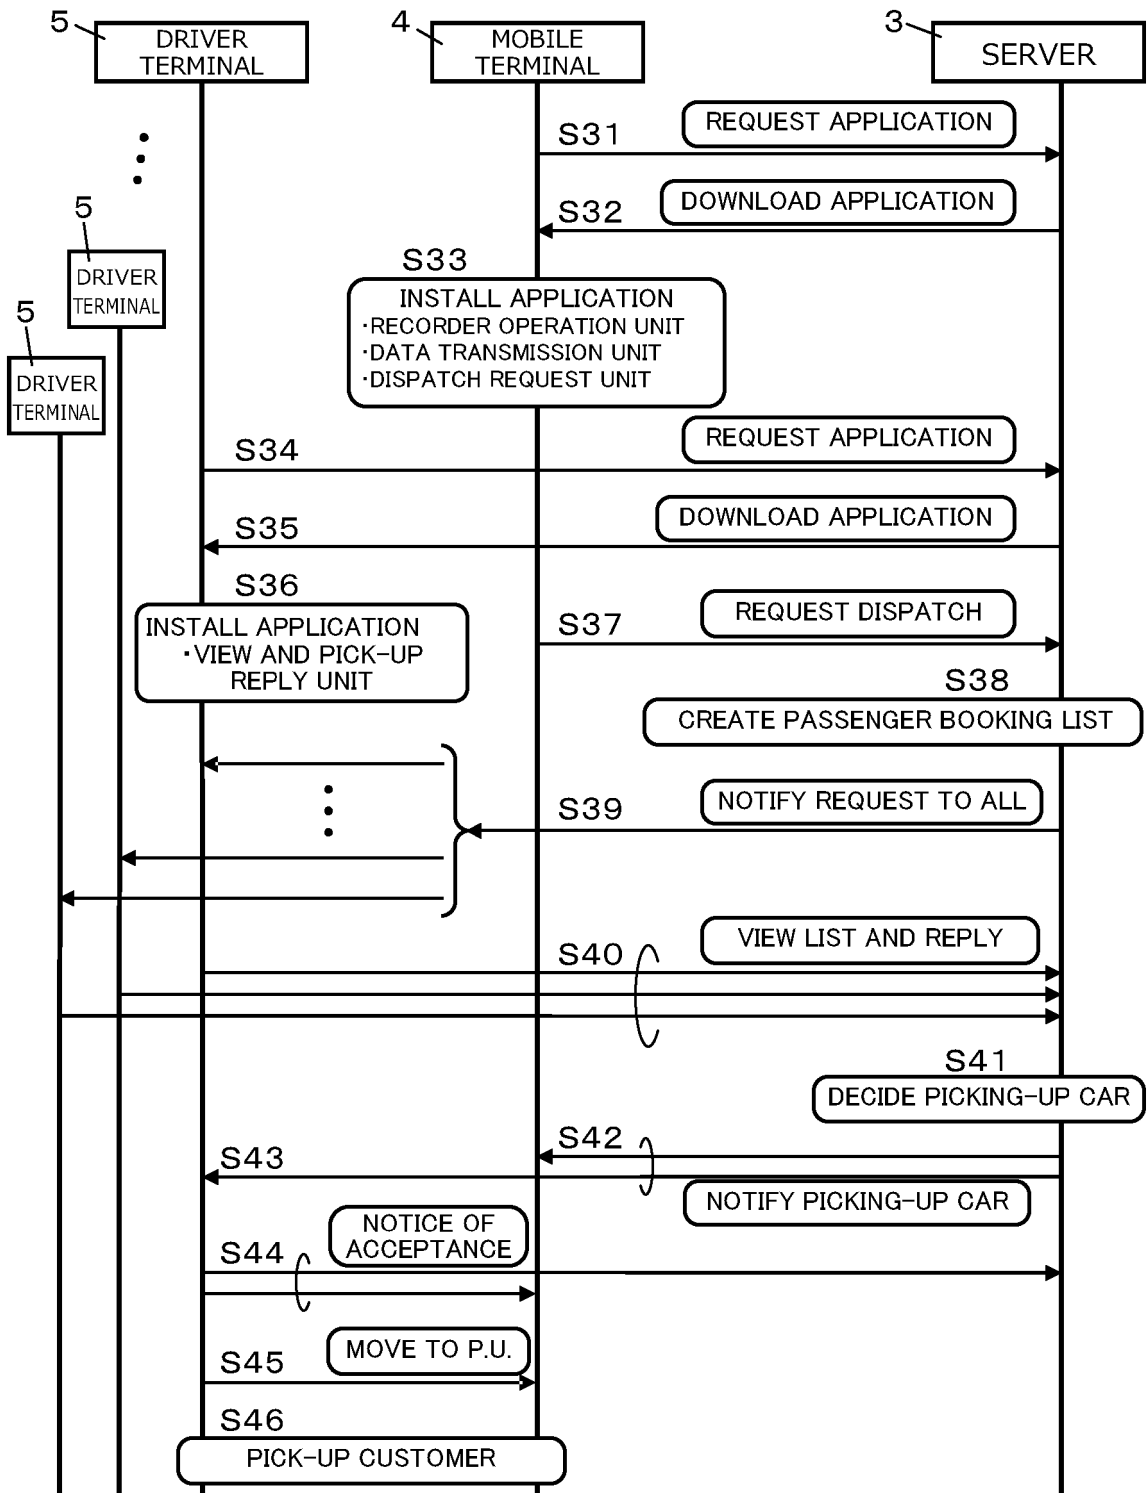 5
DRIVER
TERMINAL
4
MOBILE
TERMINAL
3
SERVER
S31
REQUEST APPLICATION
S32
DOWNLOAD APPLICATION
5
DRIVER
TERMINAL
S33
INSTALL APPLICATION
・RECORDER OPERATION UNIT
・DATA TRANSMISSION UNIT
・DISPATCH REQUEST UNIT
5
DRIVER
TERMINAL
S34
REQUEST APPLICATION
S35
DOWNLOAD APPLICATION
S36
INSTALL APPLICATION
・VIEW AND PICK-UP
REPLY UNIT
S37
REQUEST DISPATCH
S38
CREATE PASSENGER BOOKING LIST
S39
NOTIFY REQUEST TO ALL
S40
VIEW LIST AND REPLY
S41
DECIDE PICKING-UP CAR
S42
S43
NOTIFY PICKING-UP CAR
S44
NOTICE OF
ACCEPTANCE
S45
MOVE TO P.U.
S46
PICK-UP CUSTOMER